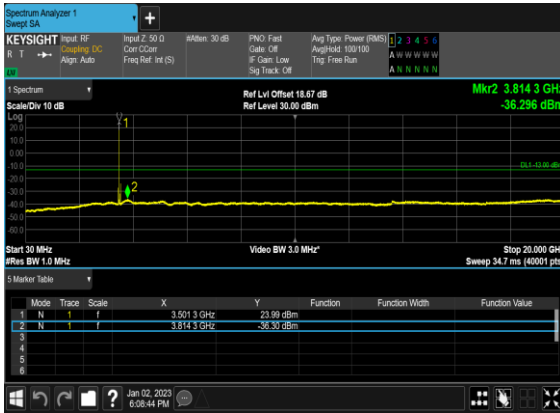 Spectrum Analyzer 1
Swept SA
+
KEYSIGHT
R T
Input: RF
Coupling: DC
Align: Auto
Input Z: 50 Ω
Corr CCorr
Freq Ref: Int (S)
#Atten: 30 dB
PNO: Fast
Gate: Off
IF Gain: Low
Sig Track: Off
Avg Type: Power (RMS)
Avg|Hold: 100/100
Trig: Free Run
1 2 3 4 5 6
A W W W W W
A N N N N N
1 Spectrum
Scale/Div 10 dB
Ref Lvl Offset 18.67 dB
Ref Level 30.00 dBm
Mkr2 3.814 3 GHz
-36.296 dBm
Log
20.0
10.0
0.00
-10.0
-20.0
-30.0
-40.0
-50.0
-60.0
1
2
DL1 -13.00 dBm
Start 30 MHz
#Res BW 1.0 MHz
Video BW 3.0 MHz*
Stop 20.000 GHz
Sweep 34.7 ms (40001 pts)
5 Marker Table
Mode Trace Scale X Y Function Function Width Function Value
1 N 1 f 3.501 3 GHz 23.99 dBm
2 N 1 f 3.814 3 GHz -36.30 dBm
3
4
5
6
?
Jan 02, 2023
6:08:44 PM